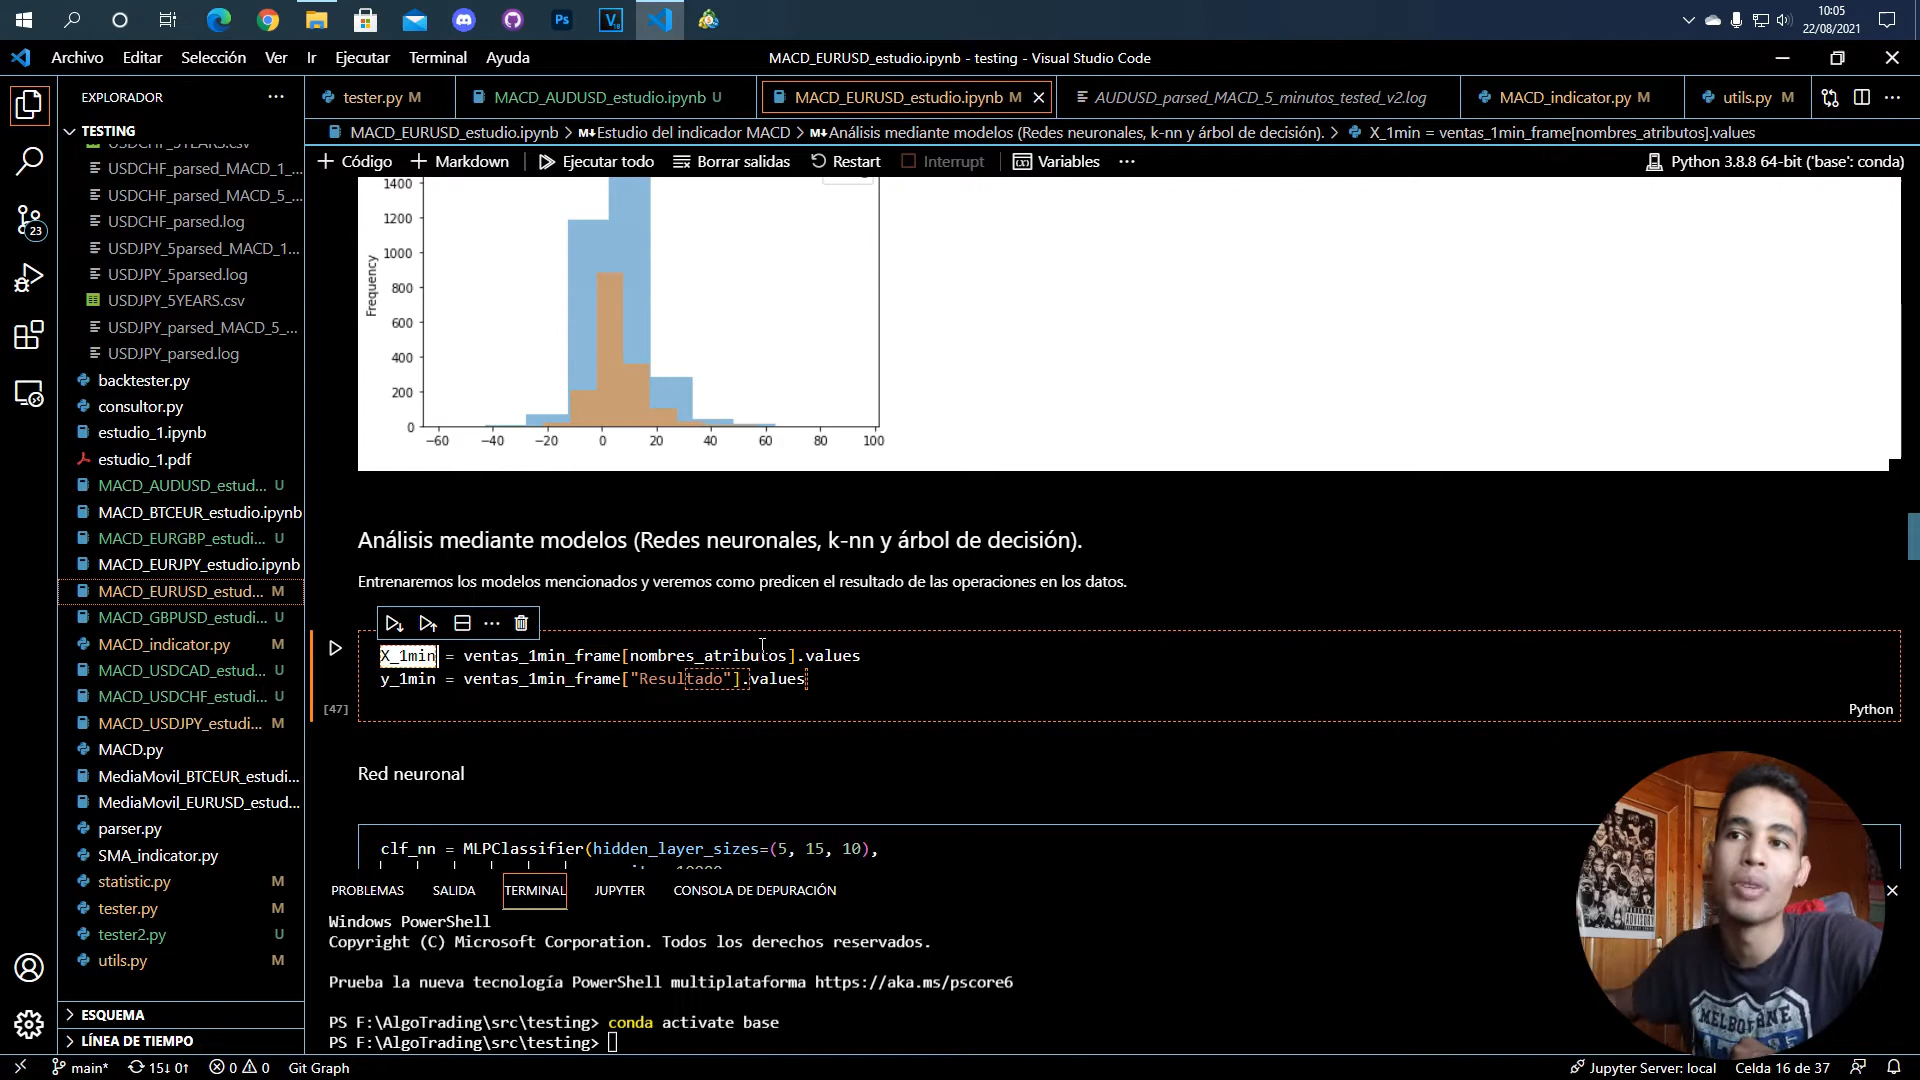 10:05
22/08/2021
Archivo Editar Selección Ver Ir Ejecutar Terminal Ayuda
MACD_EURUSD_estudio.ipynb - testing - Visual Studio Code
EXPLORADOR
tester.py M
MACD_AUDUSD_estudio.ipynb U
MACD_EURUSD_estudio.ipynb M
AUDUSD_parsed_MACD_5_minutos_tested_v2.log
MACD_indicator.py M
utils.py M
MACD_EURUSD_estudio.ipynb > M↓Estudio del indicador MACD > M↓Análisis mediante modelos (Redes neuronales, k-nn y árbol de decisión). > X_1min = ventas_1min_frame[nombres_atributos].values
+ Código + Markdown Ejecutar todo Borrar salidas Restart Interrupt Variables ...
Python 3.8.8 64-bit ('base': conda)
TESTING
USDCHF_5YEARS.csv
USDCHF_parsed_MACD_1_...
USDCHF_parsed_MACD_5_...
USDCHF_parsed.log
USDJPY_5parsed_MACD_1...
USDJPY_5parsed.log
USDJPY_5YEARS.csv
USDJPY_parsed_MACD_5_...
USDJPY_parsed.log
backtester.py
consultor.py
estudio_1.ipynb
estudio_1.pdf
MACD_AUDUSD_estud... U
MACD_BTCEUR_estudio.ipynb
MACD_EURGBP_estudi... U
MACD_EURJPY_estudio.ipynb
MACD_EURUSD_estud... M
MACD_GBPUSD_estudi... U
MACD_indicator.py M
MACD_USDCAD_estudi... U
MACD_USDCHF_estudi... U
MACD_USDJPY_estudi... M
MACD.py
MediaMovil_BTCEUR_estudi...
MediaMovil_EURUSD_estud...
parser.py
SMA_indicator.py
statistic.py M
tester.py M
tester2.py U
utils.py M
ESQUEMA
LÍNEA DE TIEMPO
23
Ps
1400
1200
1000
800
600
400
200
0
Frequency
−60 −40 −20 0 20 40 60 80 100
Análisis mediante modelos (Redes neuronales, k-nn y árbol de decisión).
Entrenaremos los modelos mencionados y veremos como predicen el resultado de las operaciones en los datos.
X_1min = ventas_1min_frame[nombres_atributos].values
y_1min = ventas_1min_frame["Resultado"].values
[47]
Python
Red neuronal
clf_nn = MLPClassifier(hidden_layer_sizes=(5, 15, 10),
PROBLEMAS SALIDA TERMINAL JUPYTER CONSOLA DE DEPURACIÓN
Windows PowerShell
Copyright (C) Microsoft Corporation. Todos los derechos reservados.
Prueba la nueva tecnología PowerShell multiplataforma https://aka.ms/pscore6
PS F:\AlgoTrading\src\testing> conda activate base
PS F:\AlgoTrading\src\testing>
main* 15↓ 0↑ 0 0 Git Graph
Jupyter Server: local Celda 16 de 37
MELBOURNE